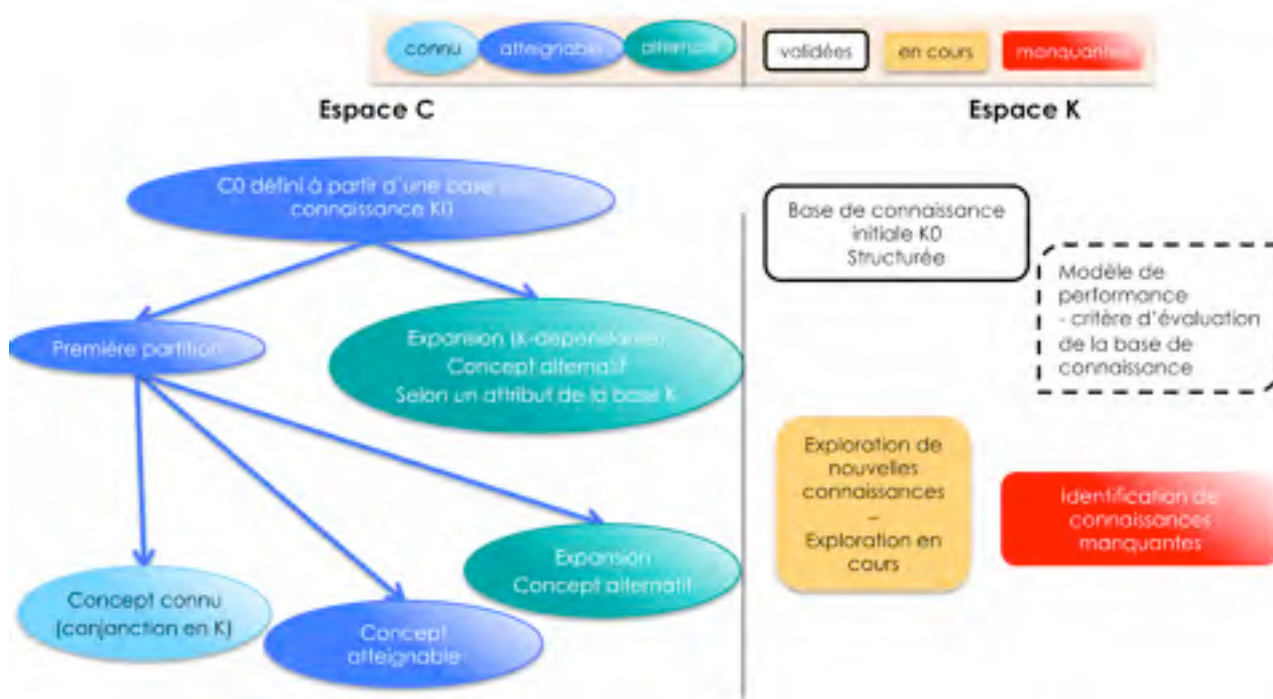 connu
atteignable
alternatif
validées
en cours
manquantes
Espace C
Espace K
C0 défini à partir d'une base
connaissance K0
Base de connaissance
initiale K0
Structurée
Modèle de
performance
- critère d'évaluation
de la base de
connaissance
Première partition
Expansion (K-dépendante)
Concept alternatif
Selon un attribut de la base K
Exploration de
nouvelles
connaissances
–
Exploration en
cours
Identification de
connaissances
manquantes
Expansion
Concept alternatif
Concept connu
(conjonction en K)
Concept
atteignable